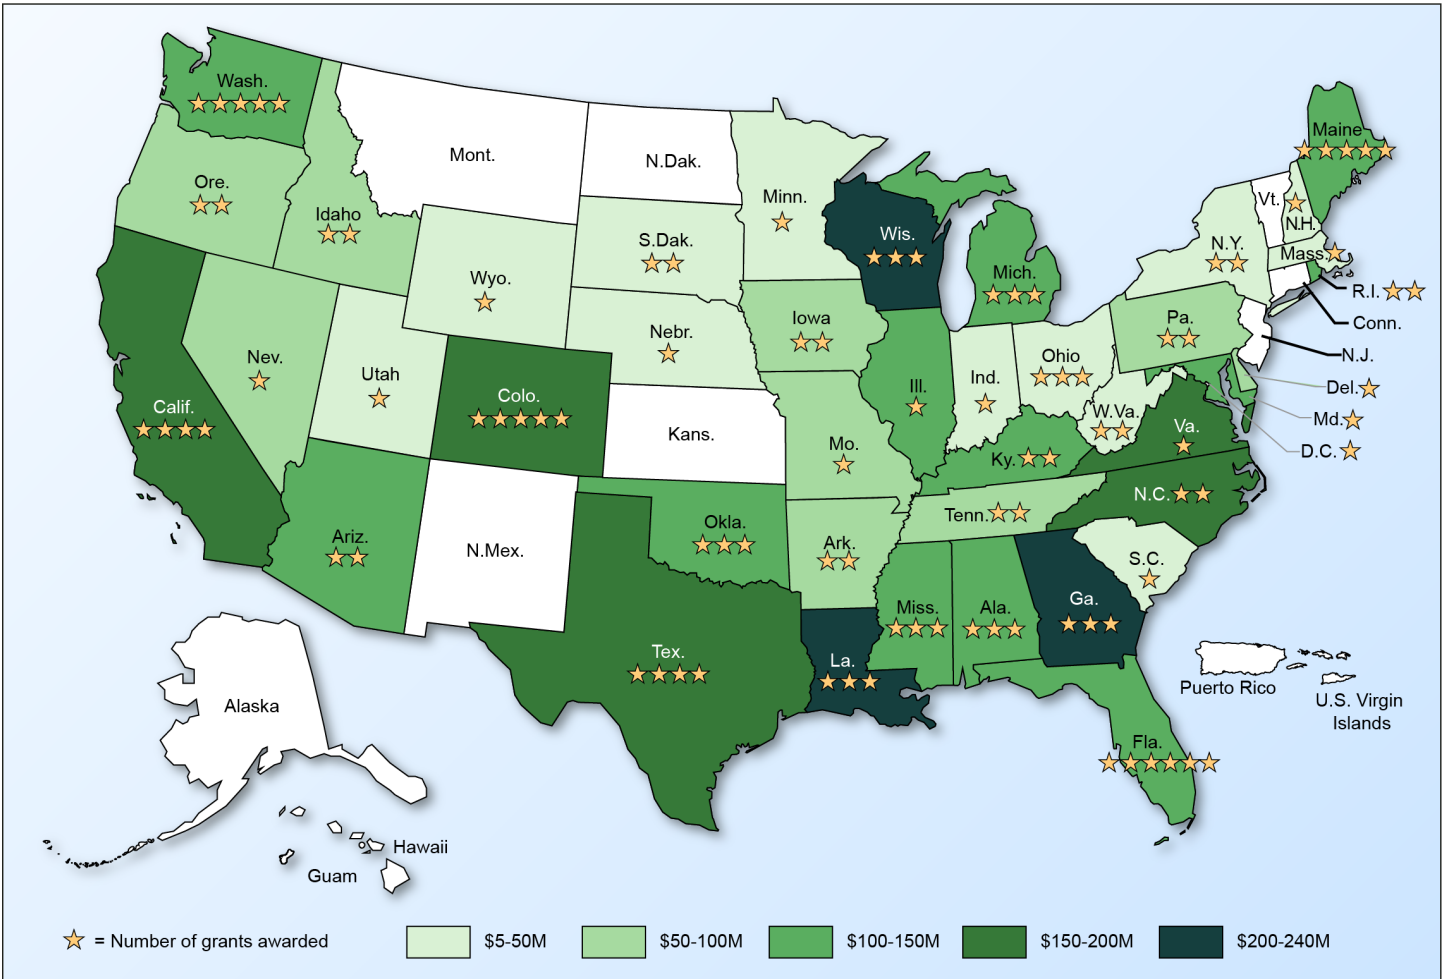 Wash.
Maine
Mont.
N.Dak.
Ore.
Idaho
Minn.
Vt.
N.H.
Wis.
S.Dak.
N.Y.
Mass.
Mich.
Wyo.
R.I.
Conn.
Iowa
Pa.
Nebr.
N.J.
Nev.
Utah
Ohio
Ind.
Ill.
Del.
Colo.
Calif.
W.Va.
Md.
Va.
Kans.
Mo.
D.C.
Ky.
N.C.
Tenn.
Okla.
Ariz.
N.Mex.
Ark.
S.C.
Ga.
Miss.
Ala.
Tex.
La.
Puerto Rico
U.S. Virgin
Islands
Alaska
Fla.
Hawaii
Guam
= Number of grants awarded
$5-50M
$50-100M
$100-150M
$150-200M
$200-240M